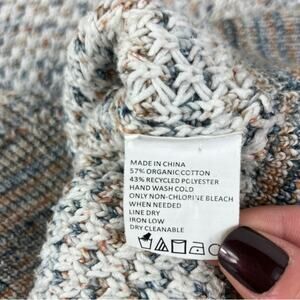 MADE IN CHINA
57% ORGANIC COTTON
43% RECYCLED POLYESTER
HAND WASH COLD
ONLY NON-CHLORINE BLEACH
WHEN NEEDED
LINE DRY
IRON LOW
DRY CLEANABLE